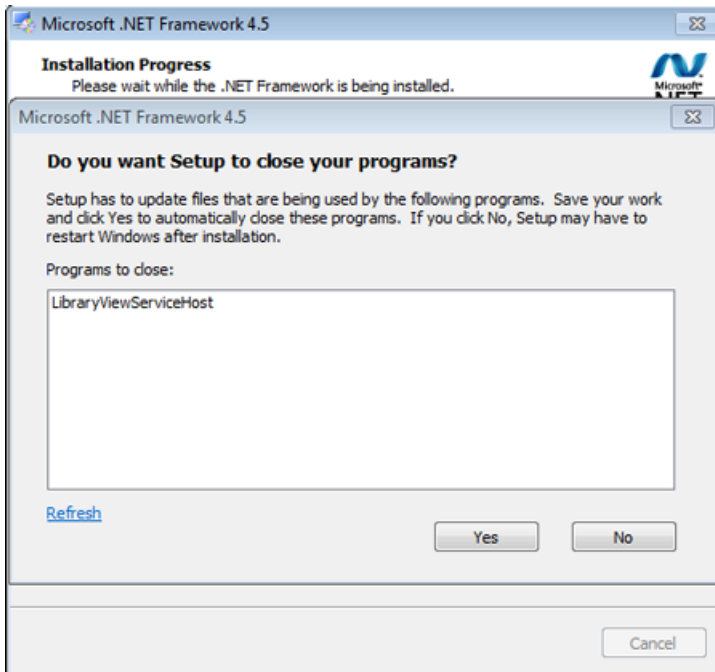 Microsoft .NET Framework 4.5
Installation Progress
Please wait while the .NET Framework is being installed.
Microsoft®
.NET
Microsoft .NET Framework 4.5
Do you want Setup to close your programs?
Setup has to update files that are being used by the following programs. Save your work
and click Yes to automatically close these programs. If you click No, Setup may have to
restart Windows after installation.
Programs to close:
LibraryViewServiceHost
Refresh
Yes
No
Cancel